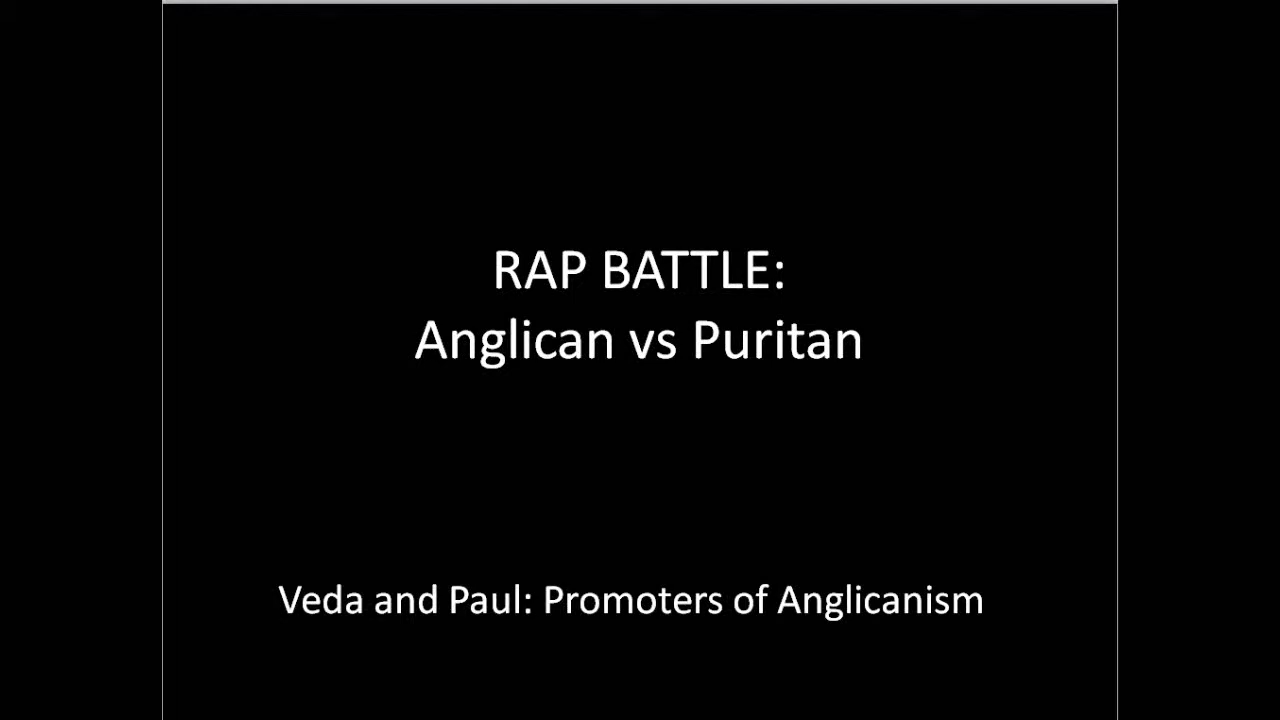 RAP BATTLE:
Anglican vs Puritan
Veda and Paul: Promoters of Anglicanism